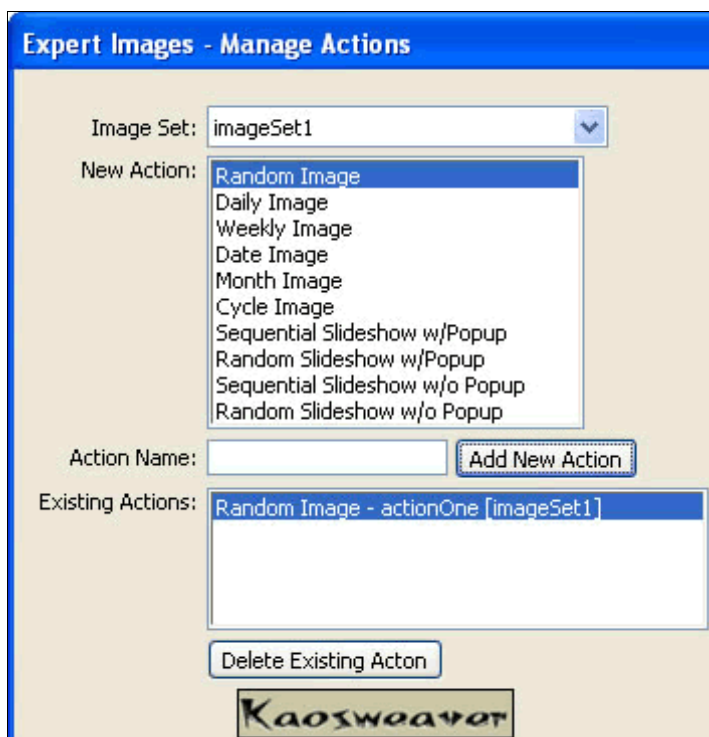 Expert Images - Manage Actions
Image Set: imageSet1
New Action: Random Image
Daily Image
Weekly Image
Date Image
Month Image
Cycle Image
Sequential Slideshow w/Popup
Random Slideshow w/Popup
Sequential Slideshow w/o Popup
Random Slideshow w/o Popup
Action Name: Add New Action
Existing Actions: Random Image - actionOne [imageSet1]
Delete Existing Acton
Kaosweaver